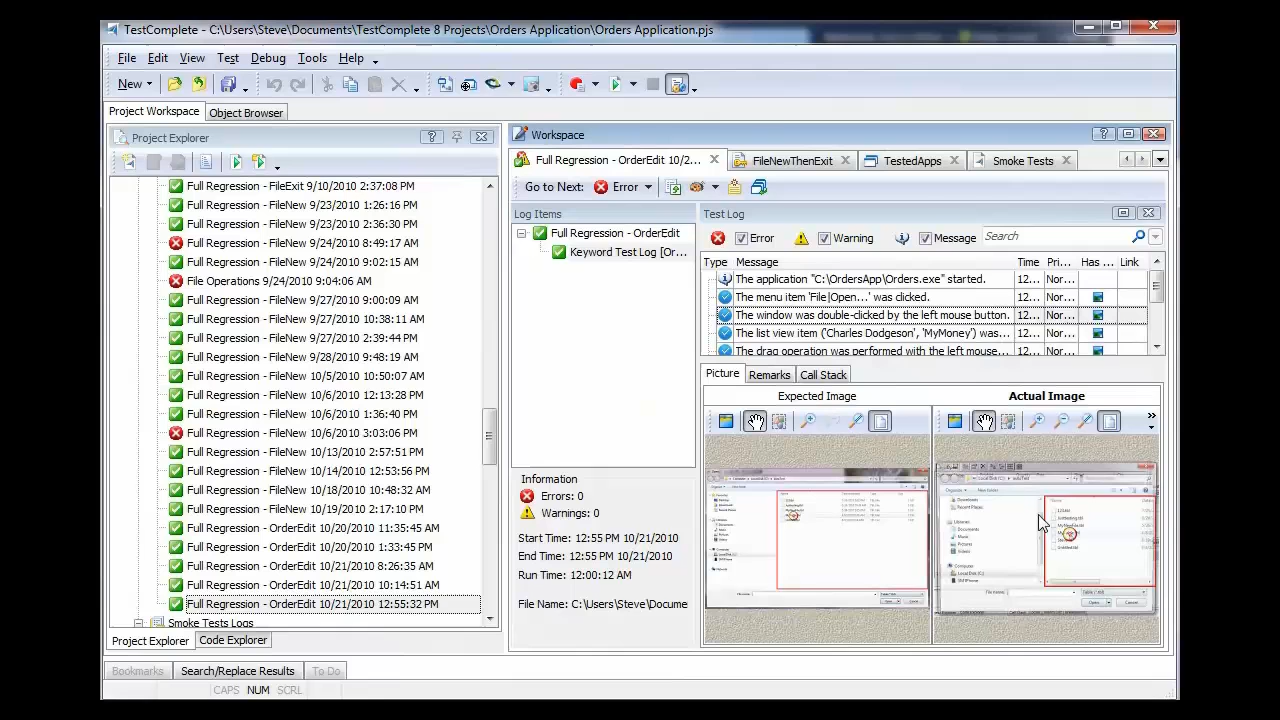 TestComplete - C:\Users\Steve\Documents\TestComplete 8 Projects\Orders Application\Orders Application.pjs
File Edit View Test Debug Tools Help
New
Project Workspace Object Browser
Project Explorer
Full Regression - FileExit 9/10/2010 2:37:08 PM
Full Regression - FileNew 9/23/2010 1:26:16 PM
Full Regression - FileNew 9/23/2010 2:36:30 PM
Full Regression - FileNew 9/24/2010 8:49:17 AM
Full Regression - FileNew 9/24/2010 9:02:15 AM
File Operations 9/24/2010 9:04:06 AM
Full Regression - FileNew 9/27/2010 9:00:08 AM
Full Regression - FileNew 9/27/2010 10:38:11 AM
Full Regression - FileNew 9/27/2010 2:39:44 PM
Full Regression - FileNew 9/28/2010 9:48:19 AM
Full Regression - FileNew 10/5/2010 10:50:07 AM
Full Regression - FileNew 10/6/2010 12:13:28 PM
Full Regression - FileNew 10/6/2010 1:36:40 PM
Full Regression - FileNew 10/6/2010 3:03:06 PM
Full Regression - FileNew 10/13/2010 2:57:51 PM
Full Regression - FileNew 10/14/2010 12:53:56 PM
Full Regression - FileNew 10/18/2010 10:48:32 AM
Full Regression - FileNew 10/19/2010 2:17:10 PM
Full Regression - OrderEdit 10/20/2010 9:53:45 AM
Full Regression - OrderEdit 10/20/2010 1:33:45 PM
Full Regression - OrderEdit 10/21/2010 8:26:35 AM
Full Regression - OrderEdit 10/21/2010 10:14:51 AM
Full Regression - OrderEdit 10/21/2010 12:55:22 PM
Smoke Tests Logs
Project Explorer Code Explorer
Bookmarks Search/Replace Results To Do
CAPS NUM SCRL
Workspace
Full Regression - OrderEdit 10/2... FileNewThenExit TestedApps Smoke Tests
Go to Next: Error
Log Items
Full Regression - OrderEdit
Keyword Test Log [Or...
Information
Errors: 0
Warnings: 0
Start Time: 12:55 PM 10/21/2010
End Time: 12:55 PM 10/21/2010
Run Time: 12:00:12 AM
File Name: C:\Users\Steve\Docume
Test Log
Error Warning Message Search
Type Message Time Pri... Has ... Link
The application "C:\OrdersApp\Orders.exe" started. 12... Nor...
The menu item 'File|Open...' was clicked. 12... Nor...
The window was double-clicked by the left mouse button. 12... Nor...
The list view item ('Charles Dodgeson', 'MyMoney') was... 12... Nor...
The drag operation was performed with the left mouse... 12... Nor...
Picture Remarks Call Stack
Expected Image Actual Image